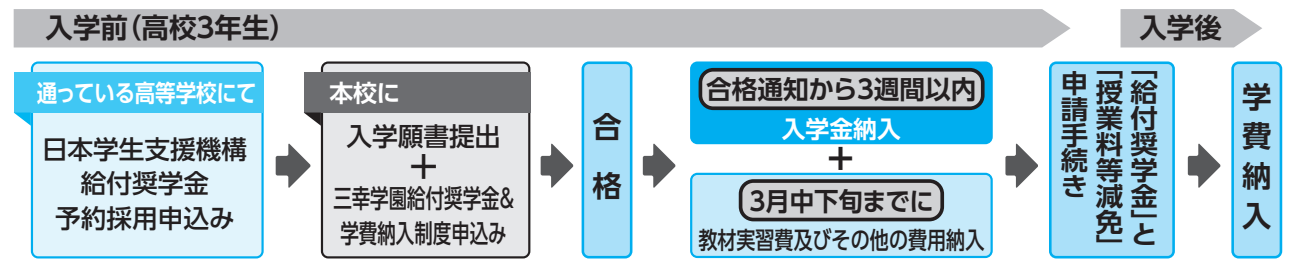 入学前(高校3年生)
入学後
通っている高等学校にて
日本学生支援機構
給付奨学金
予約採用申込み
本校に
入学願書提出
+
三幸学園給付奨学金&
学費納入制度申込み
合格
合格通知から3週間以内
入学金納入
+
3月中下旬までに
教材実習費及びその他の費用納入
「給付奨学金」と
「授業料等減免」
申請手続き
学費納入